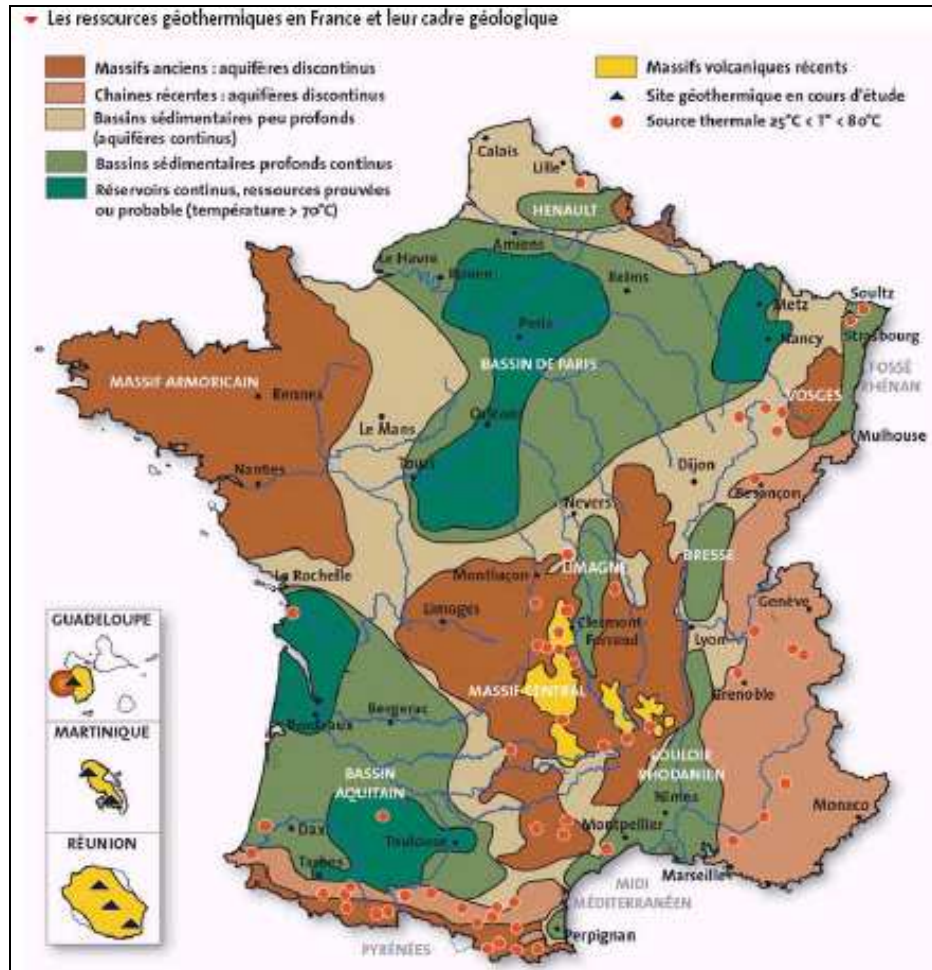 Les ressources géothermiques en France et leur cadre géologique
Massifs anciens : aquifères discontinus
Chaines récentes : aquifères discontinus
Bassins sédimentaires peu profonds
(aquifères continus)
Bassins sédimentaires profonds continus
Réservoirs continus, ressources prouvées
ou probable (température > 70°C)
Massifs volcaniques récents
Site géothermique en cours d'étude
Source thermale 25°C < T° < 80°C
Calais
Lille
HENAULT
Amiens
Le Havre
Rouen
Reims
Metz
Soultz
Paris
Nancy
Strasbourg
BASSIN DE PARIS
FOSSÉ
RHÉNAN
MASSIF ARMORICAIN
Rennes
VOSGES
Orléans
Le Mans
Mulhouse
Tours
Dijon
Nantes
Besançon
Nevers
BRESSE
La Rochelle
Montluçon
LIMAGNE
Limoges
Genève
Clermont
Ferrand
Lyon
GUADELOUPE
MASSIF CENTRAL
Grenoble
Bergerac
Bordeaux
MARTINIQUE
COULOIR
RHODANIEN
BASSIN
AQUITAIN
Nîmes
Monaco
Dax
Toulouse
Montpellier
RÉUNION
Tarbes
Marseille
MIDI
MÉDITERRANÉEN
Perpignan
PYRÉNÉES